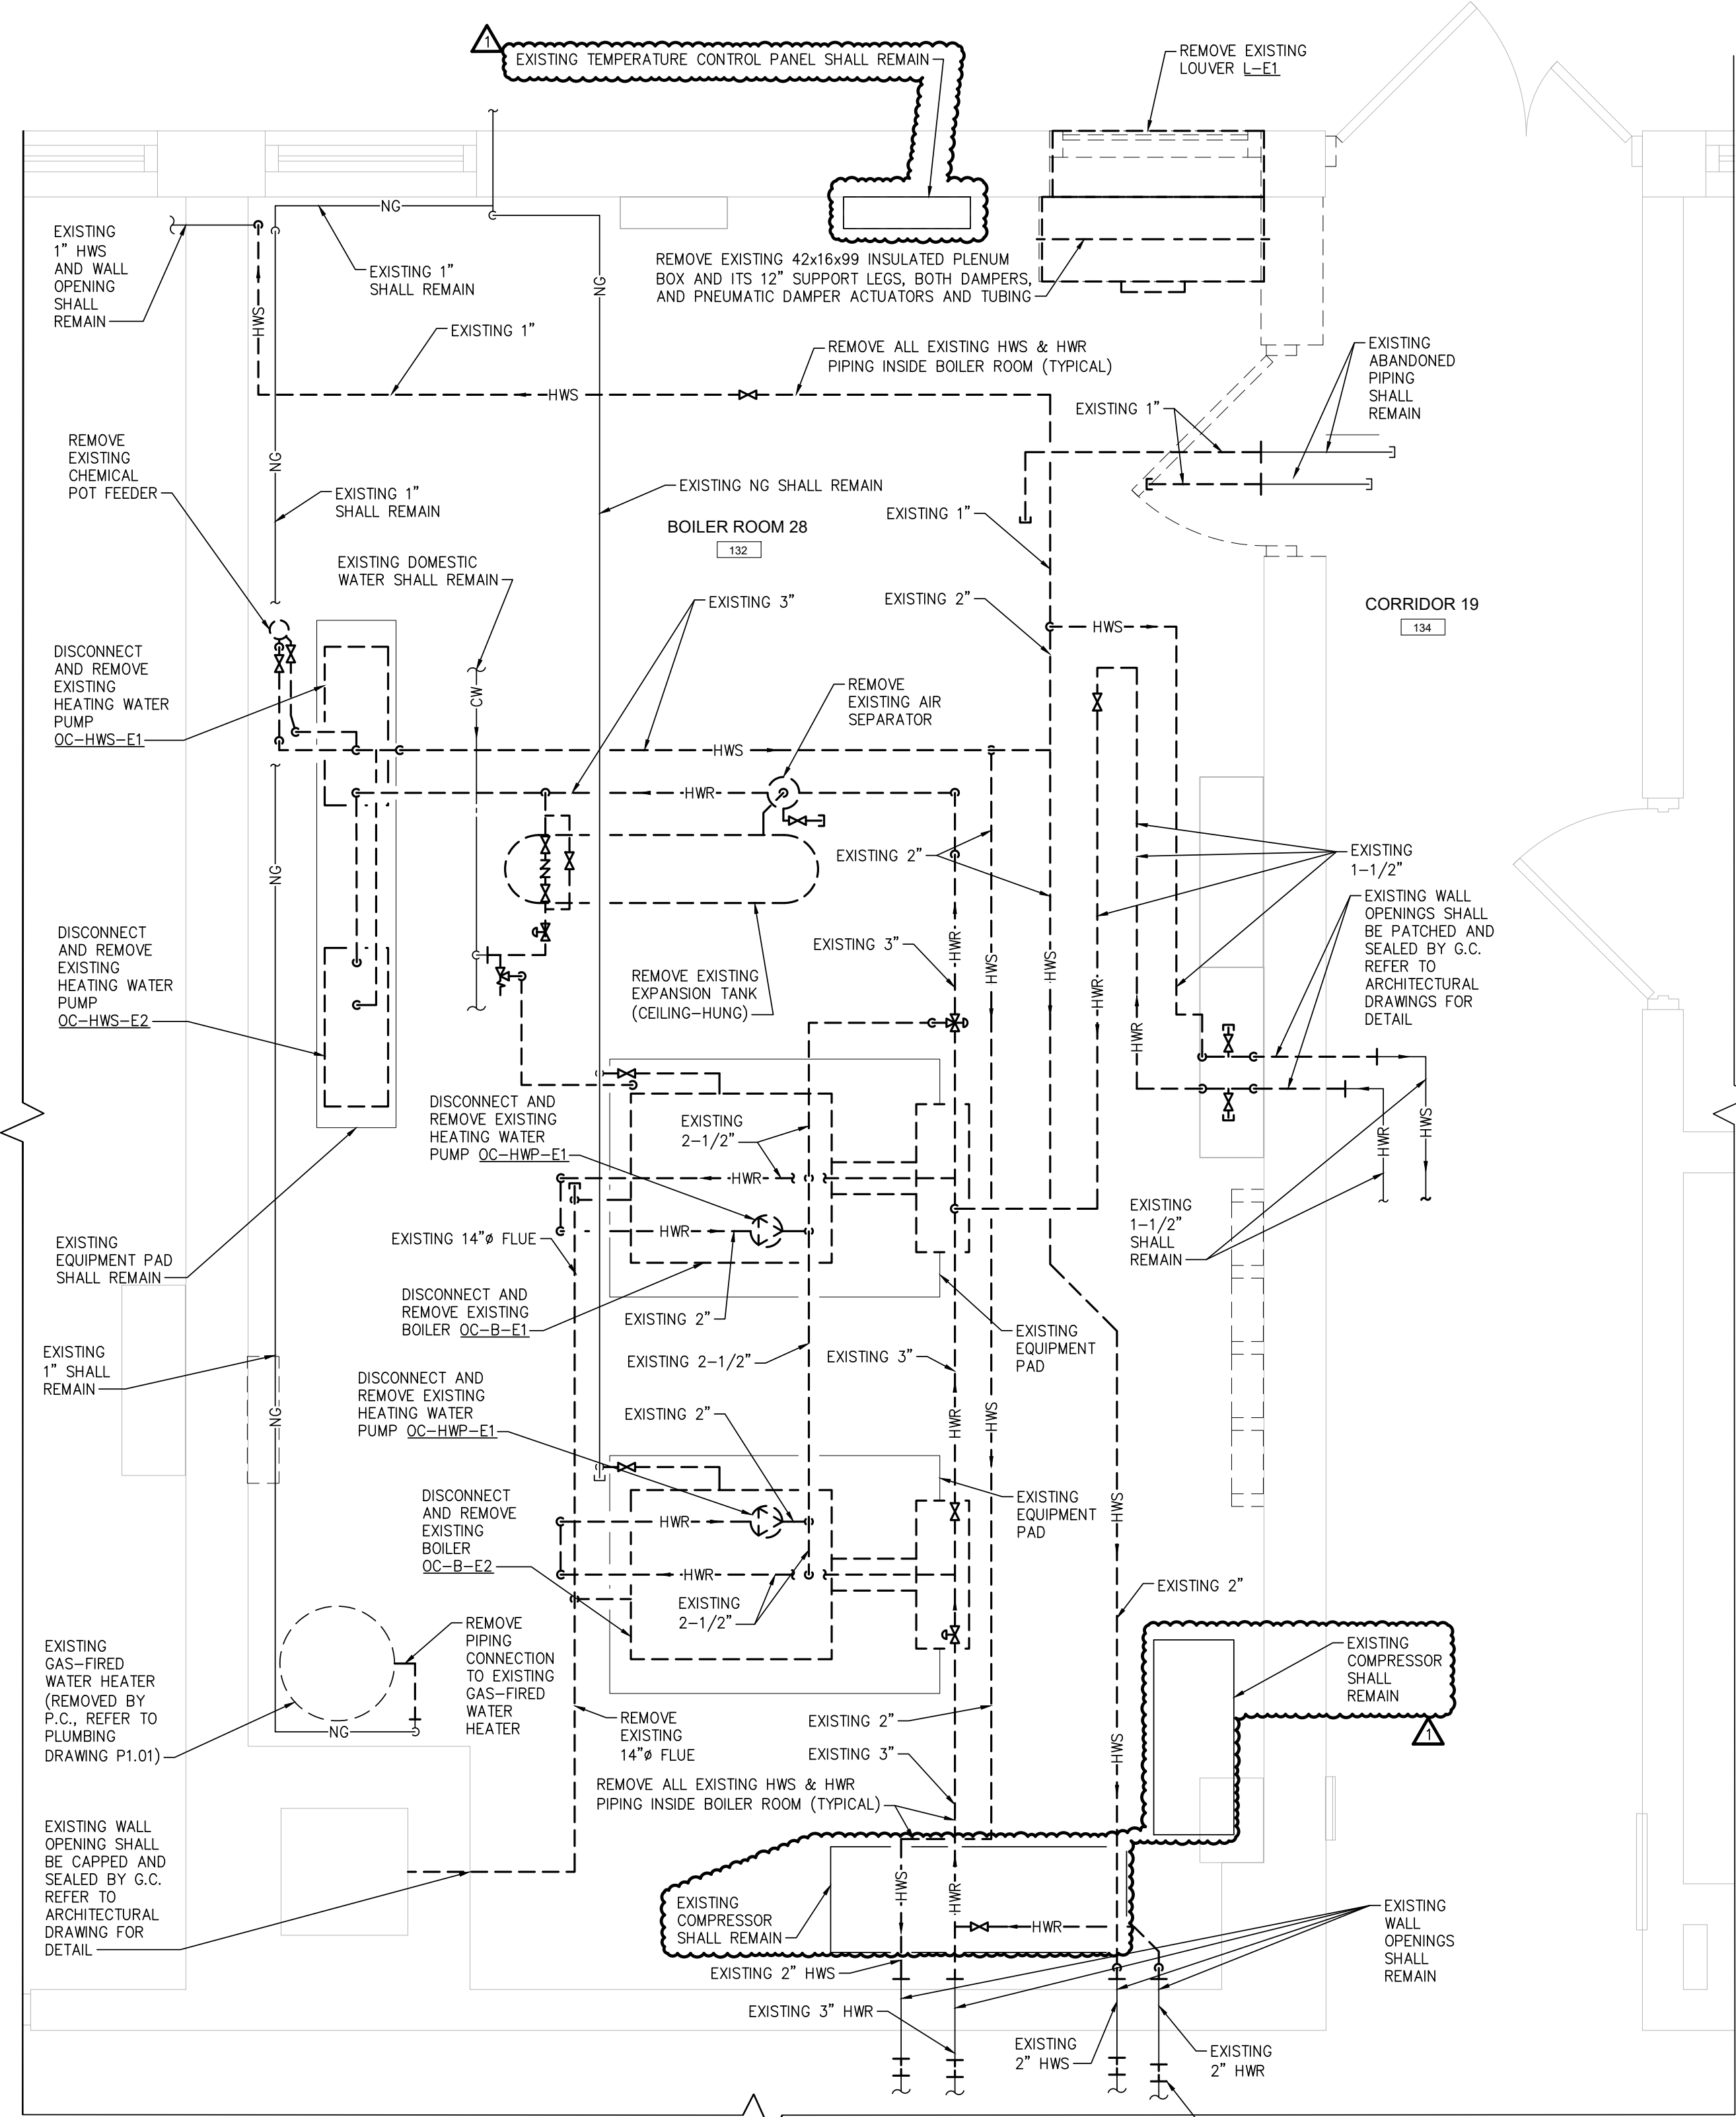 1
EXISTING TEMPERATURE CONTROL PANEL SHALL REMAIN
REMOVE EXISTING
LOUVER L-E1
NG
EXISTING
1" HWS
AND WALL
OPENING
SHALL
REMAIN
HWS
EXISTING 1"
SHALL REMAIN
NG
REMOVE EXISTING 42x16x99 INSULATED PLENUM
BOX AND ITS 12" SUPPORT LEGS, BOTH DAMPERS,
AND PNEUMATIC DAMPER ACTUATORS AND TUBING
EXISTING 1"
REMOVE ALL EXISTING HWS & HWR
PIPING INSIDE BOILER ROOM (TYPICAL)
EXISTING
ABANDONED
PIPING
SHALL
REMAIN
HWS
EXISTING 1"
REMOVE
EXISTING
CHEMICAL
POT FEEDER
NG
EXISTING 1"
SHALL REMAIN
EXISTING NG SHALL REMAIN
BOILER ROOM 28
132
EXISTING 1"
EXISTING DOMESTIC
WATER SHALL REMAIN
EXISTING 3"
EXISTING 2"
CORRIDOR 19
134
HWS
DISCONNECT
AND REMOVE
EXISTING
HEATING WATER
PUMP
OC-HWS-E1
CW
REMOVE
EXISTING AIR
SEPARATOR
HWS
HWR
NG
EXISTING 2"
EXISTING
1-1/2"
EXISTING WALL
OPENINGS SHALL
BE PATCHED AND
SEALED BY G.C.
REFER TO
ARCHITECTURAL
DRAWINGS FOR
DETAIL
DISCONNECT
AND REMOVE
EXISTING
HEATING WATER
PUMP
OC-HWS-E2
EXISTING 3"
HWR
HWS
HWS
HWR
HWR
REMOVE EXISTING
EXPANSION TANK
(CEILING-HUNG)
DISCONNECT AND
REMOVE EXISTING
HEATING WATER
PUMP OC-HWP-E1
EXISTING
2-1/2"
HWR
HWS
HWR
HWR
EXISTING 14"ø FLUE
EXISTING
1-1/2"
SHALL
REMAIN
EXISTING
EQUIPMENT PAD
SHALL REMAIN
DISCONNECT AND
REMOVE EXISTING
BOILER OC-B-E1
EXISTING 2"
EXISTING
EQUIPMENT
PAD
EXISTING
1" SHALL
REMAIN
EXISTING 2-1/2"
EXISTING 3"
DISCONNECT AND
REMOVE EXISTING
HEATING WATER
PUMP OC-HWP-E1
NG
EXISTING 2"
HWR
HWS
DISCONNECT
AND REMOVE
EXISTING
BOILER
OC-B-E2
HWR
HWR
EXISTING
2-1/2"
EXISTING
EQUIPMENT
PAD
HWS
EXISTING 2"
EXISTING
GAS-FIRED
WATER HEATER
(REMOVED BY
P.C., REFER TO
PLUMBING
DRAWING P1.01)
REMOVE
PIPING
CONNECTION
TO EXISTING
GAS-FIRED
WATER
HEATER
NG
REMOVE
EXISTING
14"ø FLUE
EXISTING 2"
EXISTING 3"
HWS
EXISTING
COMPRESSOR
SHALL
REMAIN
1
REMOVE ALL EXISTING HWS & HWR
PIPING INSIDE BOILER ROOM (TYPICAL)
EXISTING WALL
OPENING SHALL
BE CAPPED AND
SEALED BY G.C.
REFER TO
ARCHITECTURAL
DRAWING FOR
DETAIL
HWS
HWR
EXISTING
COMPRESSOR
SHALL REMAIN
HWR
EXISTING
WALL
OPENINGS
SHALL
REMAIN
EXISTING 2" HWS
EXISTING 3" HWR
EXISTING
2" HWS
EXISTING
2" HWR